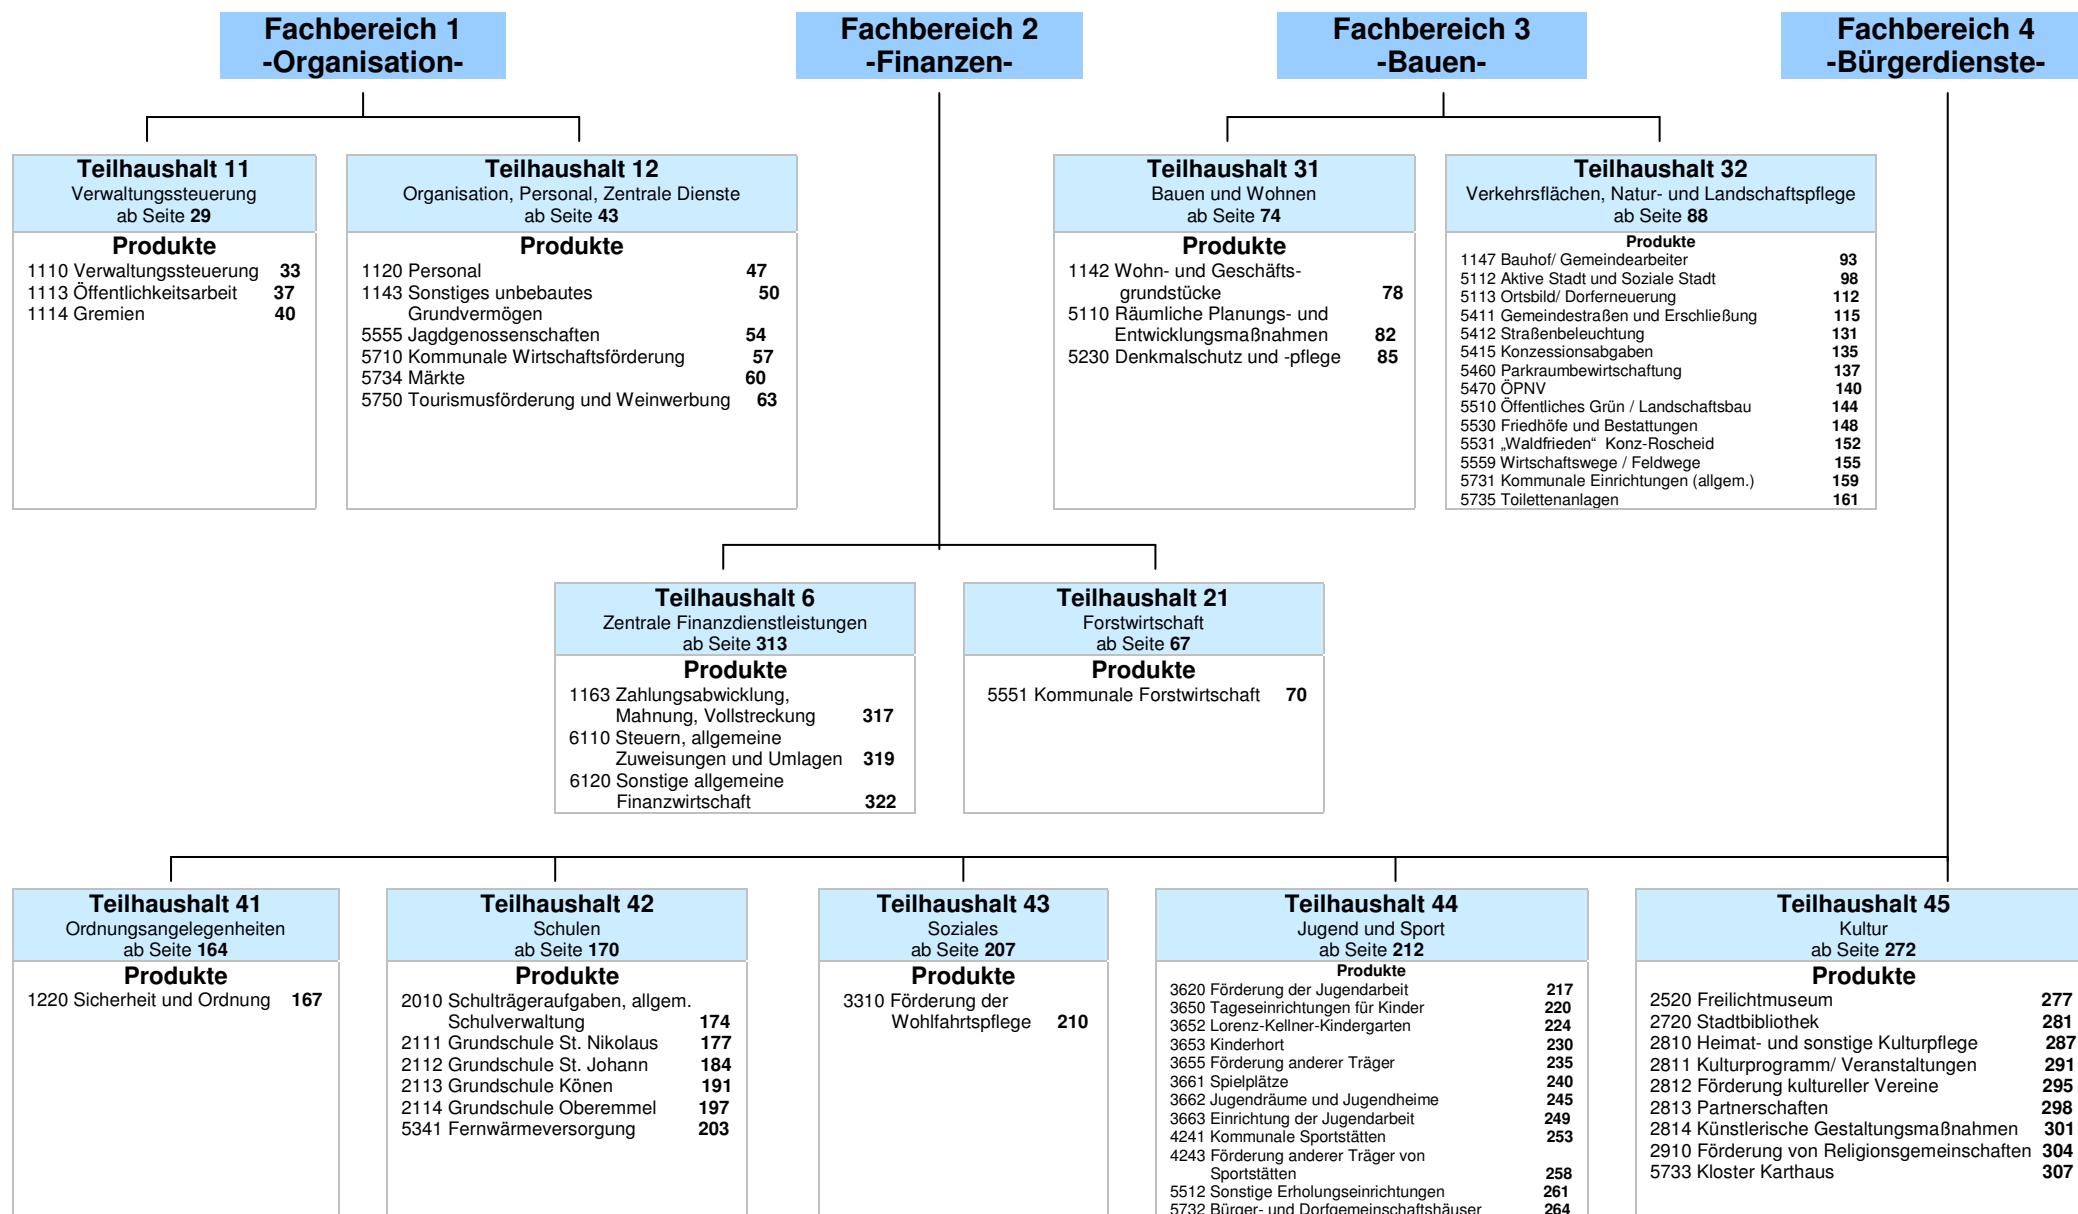 Fachbereich 1
-Organisation-
Fachbereich 2
-Finanzen-
Fachbereich 3
-Bauen-
Fachbereich 4
-Bürgerdienste-
Teilhaushalt 11
Verwaltungssteuerung
ab Seite 29
Produkte
1110 Verwaltungssteuerung 33
1113 Öffentlichkeitsarbeit 37
1114 Gremien 40
Teilhaushalt 12
Organisation, Personal, Zentrale Dienste
ab Seite 43
Produkte
1120 Personal 47
1143 Sonstiges unbebautes 50
Grundvermögen
5555 Jagdgenossenschaften 54
5710 Kommunale Wirtschaftsförderung 57
5734 Märkte 60
5750 Tourismusförderung und Weinwerbung 63
Teilhaushalt 31
Bauen und Wohnen
ab Seite 74
Produkte
1142 Wohn- und Geschäfts-
grundstücke 78
5110 Räumliche Planungs- und
Entwicklungsmaßnahmen 82
5230 Denkmalschutz und -pflege 85
Teilhaushalt 32
Verkehrsflächen, Natur- und Landschaftspflege
ab Seite 88
Produkte
1147 Bauhof/ Gemeindearbeiter 93
5112 Aktive Stadt und Soziale Stadt 98
5113 Ortsbild/ Dorferneuerung 112
5411 Gemeindestraßen und Erschließung 115
5412 Straßenbeleuchtung 131
5415 Konzessionsabgaben 135
5460 Parkraumbewirtschaftung 137
5470 ÖPNV 140
5510 Öffentliches Grün / Landschaftsbau 144
5530 Friedhöfe und Bestattungen 148
5531 „Waldfrieden“ Konz-Roscheid 152
5559 Wirtschaftswege / Feldwege 155
5731 Kommunale Einrichtungen (allgem.) 159
5735 Toilettenanlagen 161
Teilhaushalt 6
Zentrale Finanzdienstleistungen
ab Seite 313
Produkte
1163 Zahlungsabwicklung,
Mahnung, Vollstreckung 317
6110 Steuern, allgemeine
Zuweisungen und Umlagen 319
6120 Sonstige allgemeine
Finanzwirtschaft 322
Teilhaushalt 21
Forstwirtschaft
ab Seite 67
Produkte
5551 Kommunale Forstwirtschaft 70
Teilhaushalt 41
Ordnungsangelegenheiten
ab Seite 164
Produkte
1220 Sicherheit und Ordnung 167
Teilhaushalt 42
Schulen
ab Seite 170
Produkte
2010 Schulträgeraufgaben, allgem.
Schulverwaltung 174
2111 Grundschule St. Nikolaus 177
2112 Grundschule St. Johann 184
2113 Grundschule Könen 191
2114 Grundschule Oberemmel 197
5341 Fernwärmeversorgung 203
Teilhaushalt 43
Soziales
ab Seite 207
Produkte
3310 Förderung der
Wohlfahrtspflege 210
Teilhaushalt 44
Jugend und Sport
ab Seite 212
Produkte
3620 Förderung der Jugendarbeit 217
3650 Tageseinrichtungen für Kinder 220
3652 Lorenz-Kellner-Kindergarten 224
3653 Kinderhort 230
3655 Förderung anderer Träger 235
3661 Spielplätze 240
3662 Jugendräume und Jugendheime 245
3663 Einrichtung der Jugendarbeit 249
4241 Kommunale Sportstätten 253
4243 Förderung anderer Träger von
Sportstätten 258
5512 Sonstige Erholungseinrichtungen 261
5732 Bürger- und Dorfgemeinschaftshäuser 264
Teilhaushalt 45
Kultur
ab Seite 272
Produkte
2520 Freilichtmuseum 277
2720 Stadtbibliothek 281
2810 Heimat- und sonstige Kulturpflege 287
2811 Kulturprogramm/ Veranstaltungen 291
2812 Förderung kultureller Vereine 295
2813 Partnerschaften 298
2814 Künstlerische Gestaltungsmaßnahmen 301
2910 Förderung von Religionsgemeinschaften 304
5733 Kloster Karthaus 307